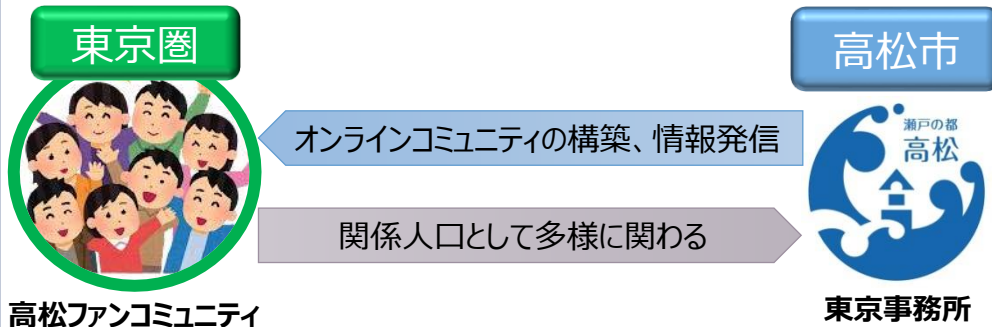 東京圏
高松市
オンラインコミュニティの構築、情報発信
瀬戸の都
高松
関係人口として多様に関わる
高松ファンコミュニティ
東京事務所